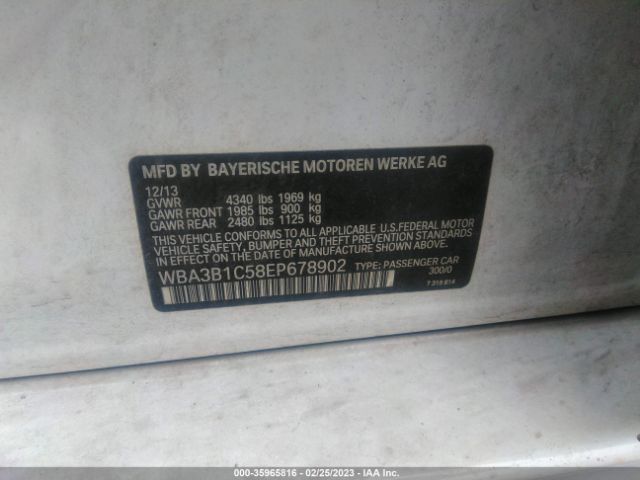 MFD BY BAYERISCHE MOTOREN WERKE AG
12/13
GVWR 4340 lbs 1969 kg
GAWR FRONT 1985 lbs 900 kg
GAWR REAR 2480 lbs 1125 kg
THIS VEHICLE CONFORMS TO ALL APPLICABLE U.S.FEDERAL MOTOR
VEHICLE SAFETY, BUMPER AND THEFT PREVENTION STANDARDS
IN EFFECT ON THE DATE OF MANUFACTURE SHOWN ABOVE.
WBA3B1C58EP678902 TYPE: PASSENGER CAR
300/0
7 316 814
000-35965816 - 02/25/2023 - IAA Inc.